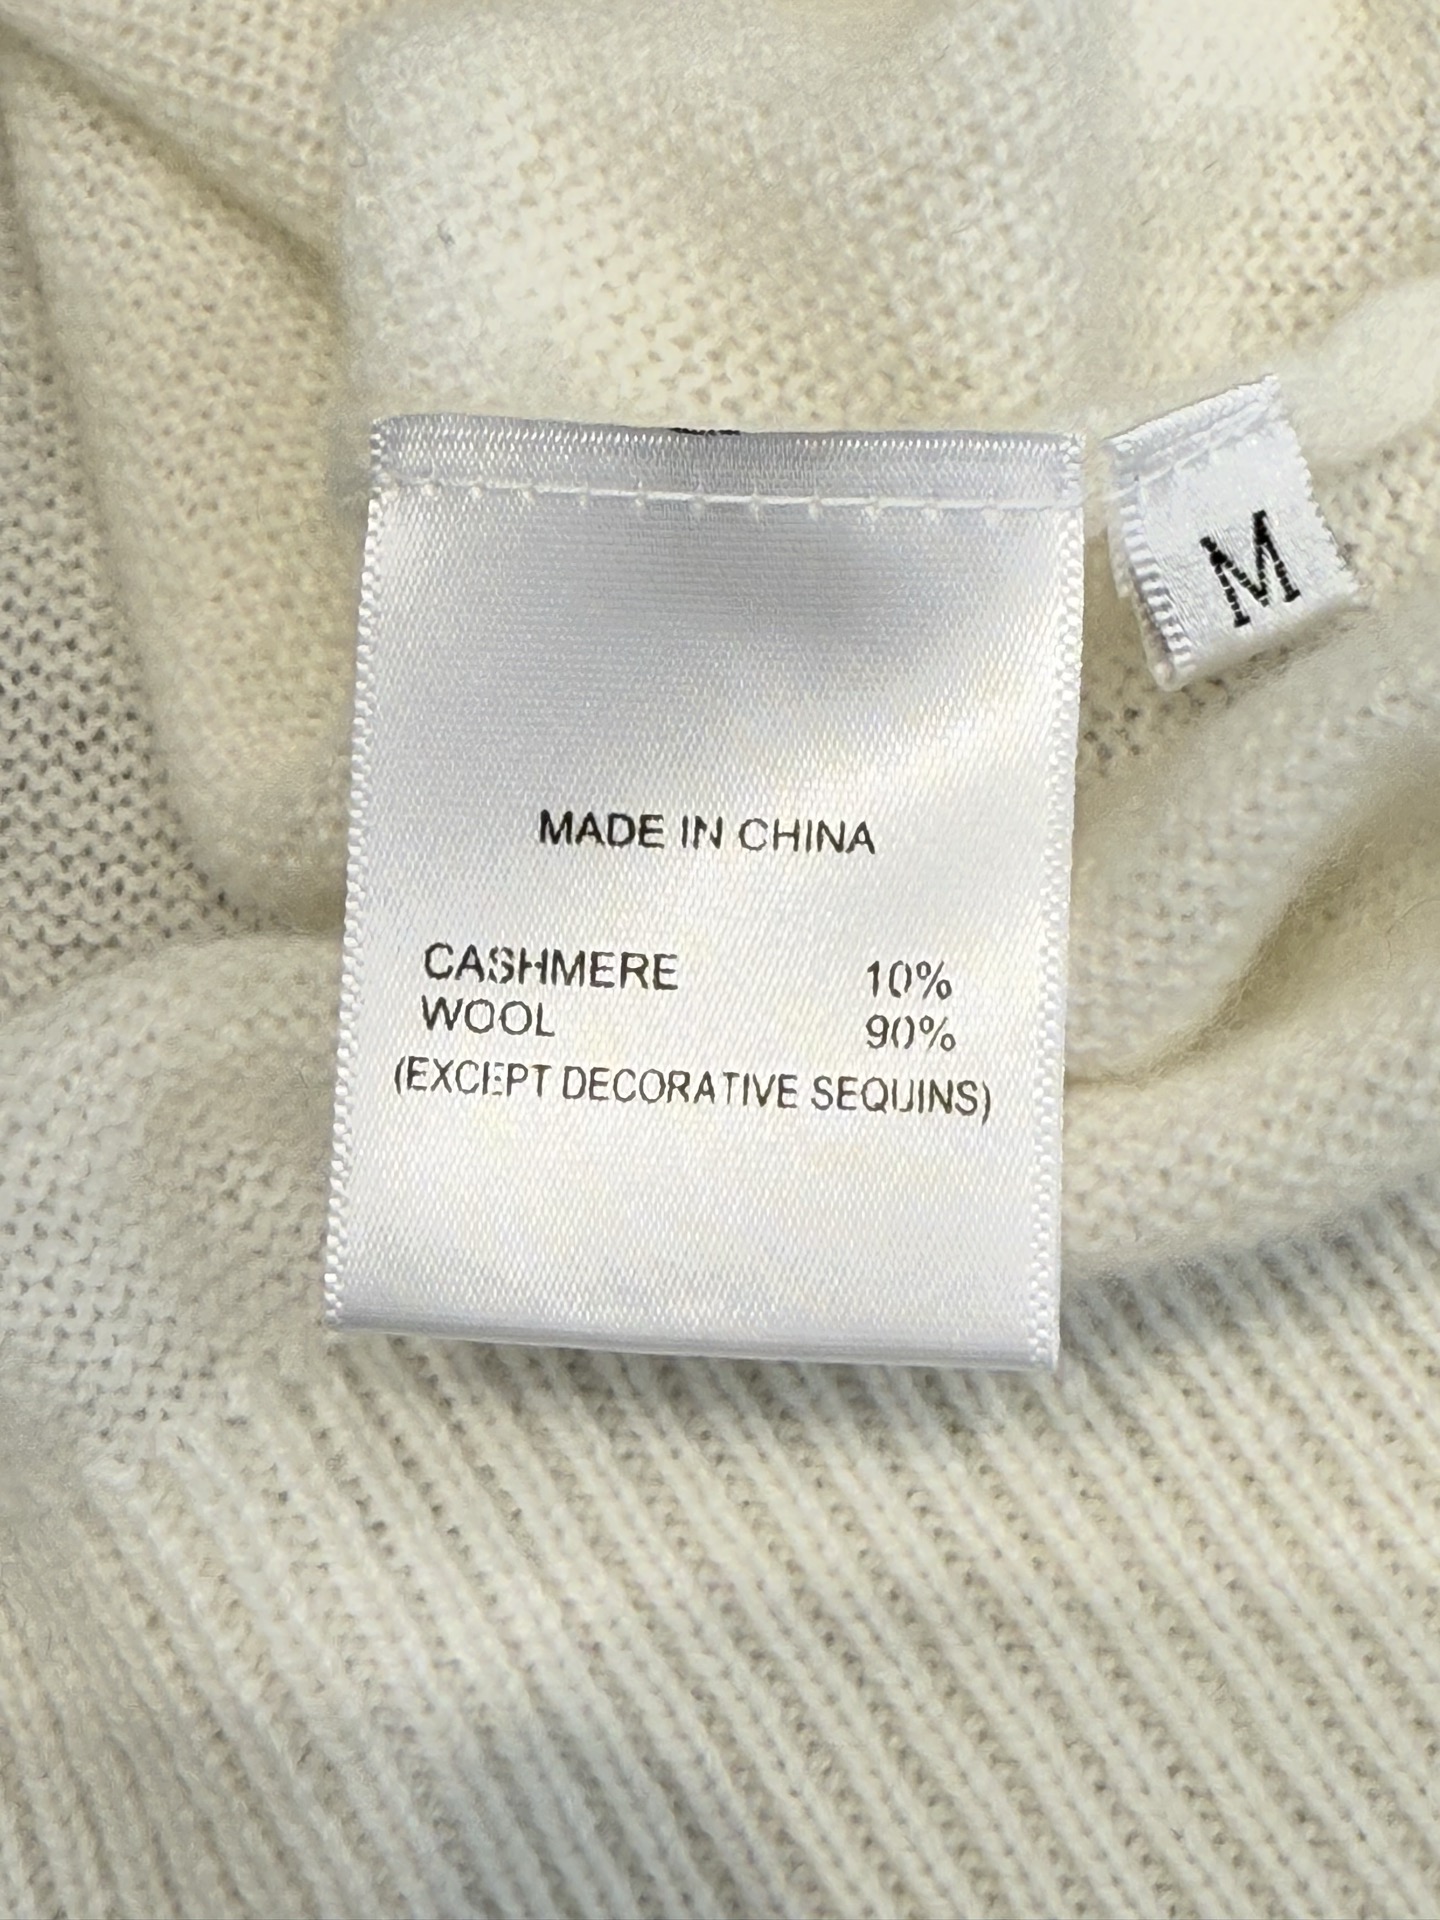 MADE IN CHINA
CASHMERE 10%
WOOL 90%
(EXCEPT DECORATIVE SEQUINS)
M